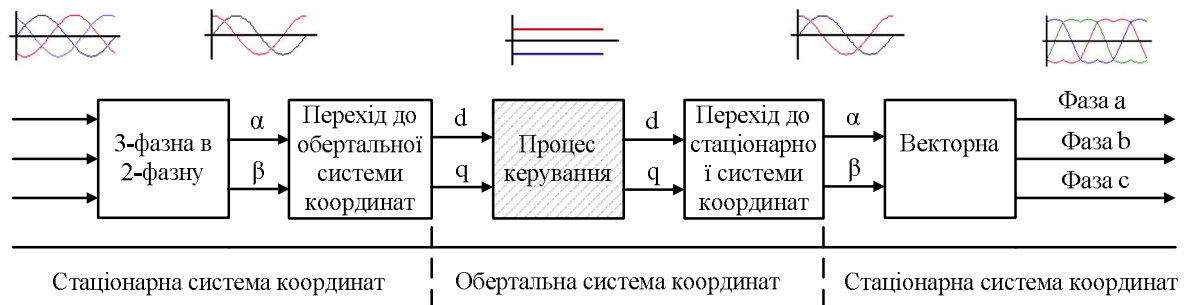 3-фазна в
2-фазну
α
β
Перехід до
обертальної
системи
координат
d
q
Процес
керування
d
q
Перехід до
стаціонарно
ї системи
координат
α
β
Векторна
Фаза a
Фаза b
Фаза c
Стаціонарна система координат
Обертальна система координат
Стаціонарна система координат